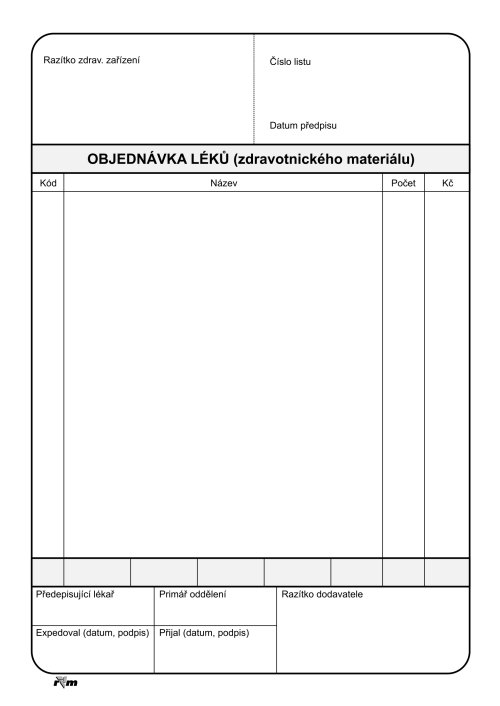 Razítko zdrav. zařízení
Číslo listu
Datum předpisu
OBJEDNÁVKA LÉKŮ (zdravotnického materiálu)
Kód Název Počet Kč
Předepisující lékař Primář oddělení Razítko dodavatele
Expedoval (datum, podpis) Přijal (datum, podpis)